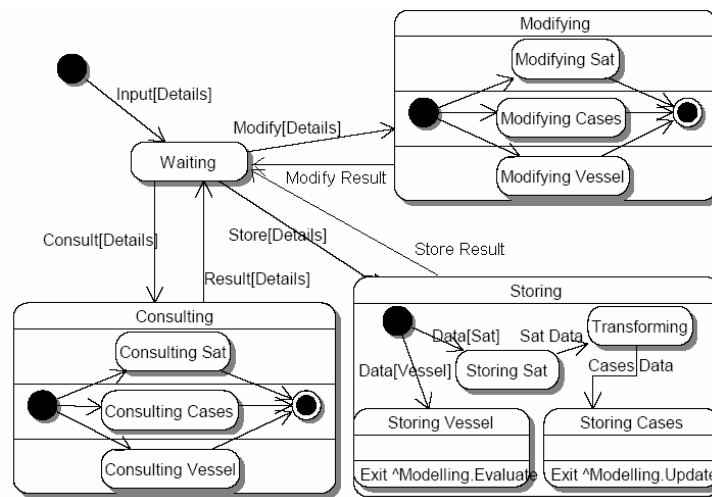 Modifying
Modifying Sat
Input[Details]
Modify[Details]
Modifying Cases
Waiting
Modify Result
Modifying Vessel
Consult[Details]
Store[Details]
Store Result
Result[Details]
Storing
Consulting
Data[Sat]
Sat Data
Transforming
Consulting Sat
Storing Sat
Cases Data
Data[Vessel]
Consulting Cases
Storing Vessel
Storing Cases
Consulting Vessel
Exit ^Modelling.Evaluate
Exit ^Modelling.Update